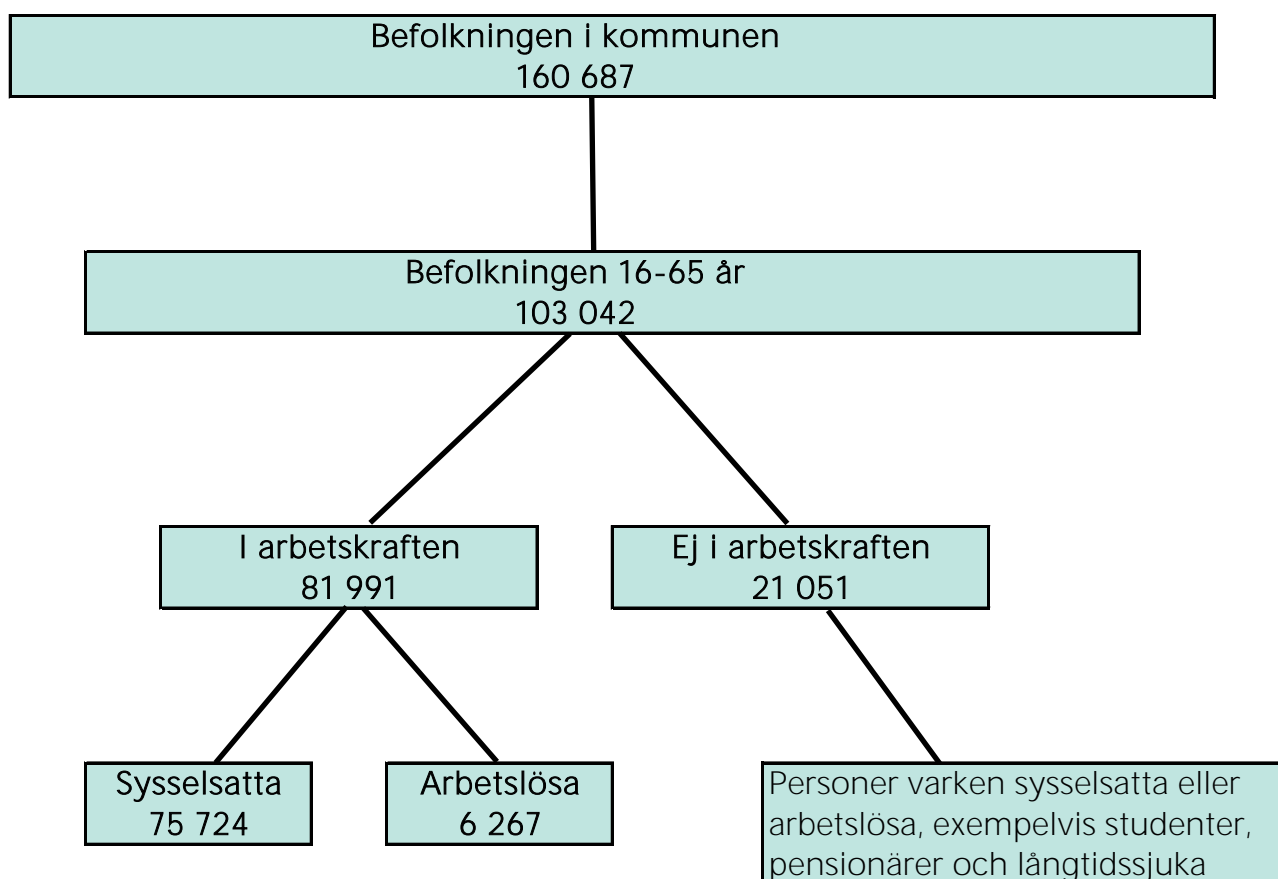 Befolkningen i kommunen
160 687
Befolkningen 16-65 år
103 042
I arbetskraften
81 991
Ej i arbetskraften
21 051
Sysselsatta
75 724
Arbetslösa
6 267
Personer varken sysselsatta eller
arbetslösa, exempelvis studenter,
pensionärer och långtidssjuka